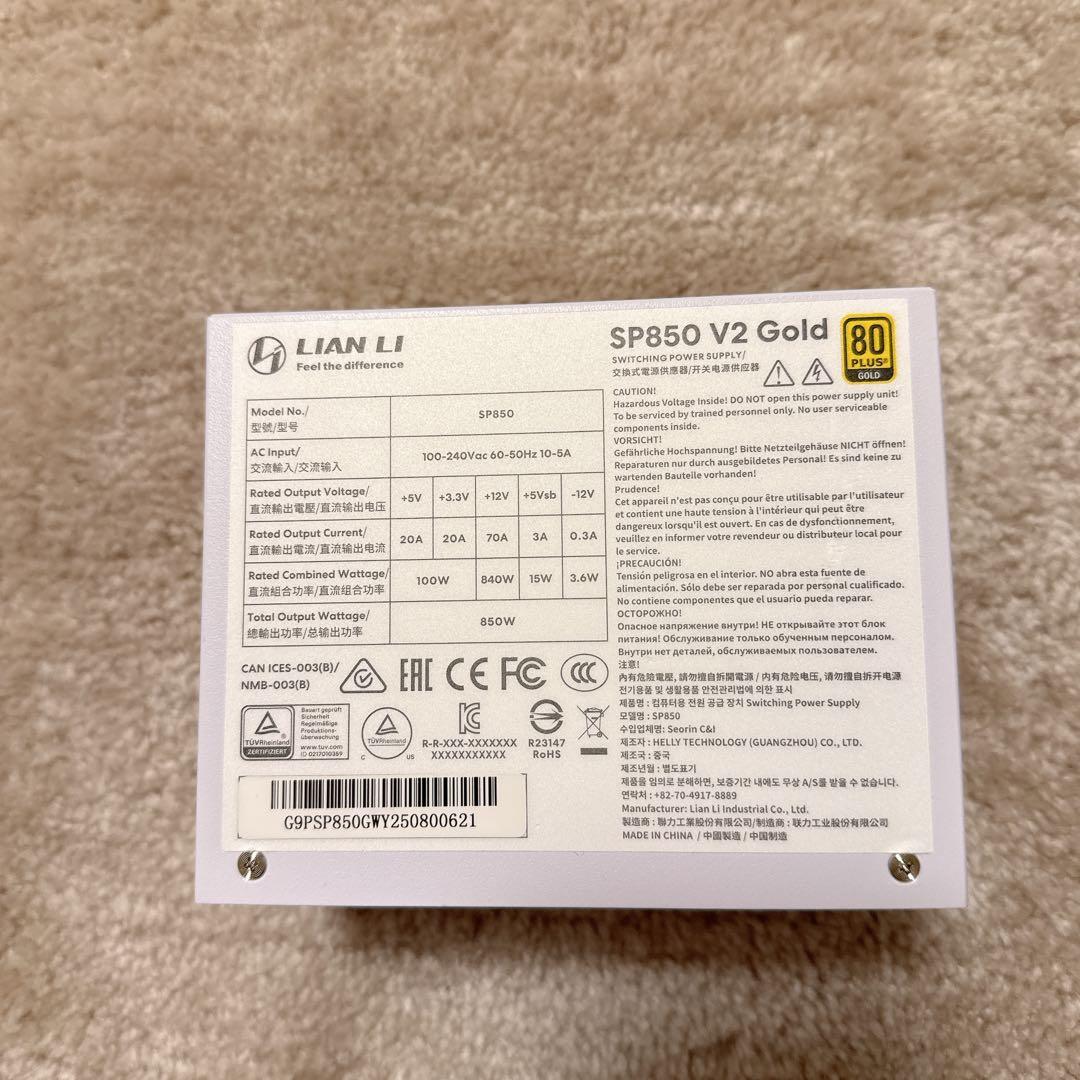 LIAN LI
Feel the difference
SP850 V2 Gold
80
PLUS®
GOLD
SWITCHING POWER SUPPLY/
交換式電源供應器/开关电源供应器
Model No./
型號/型号
SP850
AC Input/
交流輸入/交流输入
100-240Vac 60-50Hz 10-5A
Rated Output Voltage/
直流輸出電壓/直流输出电压
+5V +3.3V +12V +5Vsb -12V
Rated Output Current/
直流輸出電流/直流输出电流
20A 20A 70A 3A 0.3A
Rated Combined Wattage/
直流組合功率/直流组合功率
100W 840W 15W 3.6W
Total Output Wattage/
總輸出功率/总输出功率
850W
CAN ICES-003(B)/
NMB-003(B)
EAC CE FC CCC
TÜVRheinland
ZERTIFIZIERT
Bauart geprüft
Sicherheit
Regelmäßige
Produktions-
überwachung
www.tuv.com
ID 0217010359
TÜVRheinland
C US
R-R-XXX-XXXXXXX
XXXXXXXXXXX
R23147
RoHS
G9PSP850GWY250800621
CAUTION!
Hazardous Voltage Inside! DO NOT open this power supply unit!
To be serviced by trained personnel only. No user serviceable
components inside.
VORSICHT!
Gefährliche Hochspannung! Bitte Netzteilgehäuse NICHT öffnen!
Reparaturen nur durch ausgebildetes Personal! Es sind keine zu
wartenden Bauteile vorhanden!
Prudence!
Cet appareil n'est pas conçu pour être utilisable par l'utilisateur
et contient une haute tension à l'intérieur qui peut être
dangereux lorsqu'il est ouvert. En cas de dysfonctionnement,
veuillez en informer votre revendeur ou distributeur local pour
le service.
¡PRECAUCIÓN!
Tensión peligrosa en el interior. NO abra esta fuente de
alimentación. Sólo debe ser reparada por personal cualificado.
No contiene componentes que el usuario pueda reparar.
ОСТОРОЖНО!
Опасное напряжение внутри! НЕ открывайте этот блок
питания! Обслуживание только обученным персоналом.
Внутри нет деталей, обслуживаемых пользователем.
注意!
內有危險電壓, 請勿擅自拆開電源 / 内有危险电压, 请勿擅自拆开电源
전기용품 및 생활용품 안전관리법에 의한 표시
제품명 : 컴퓨터용 전원 공급 장치 Switching Power Supply
모델명 : SP850
수입업체명: Seorin C&I
제조자 : HELLY TECHNOLOGY (GUANGZHOU) CO., LTD.
제조국 : 중국
제조년월 : 별도표기
제품을 임의로 분해하면, 보증기간 내에도 무상 A/S를 받을 수 없습니다.
연락처 : +82-70-4917-8889
Manufacturer: Lian Li Industrial Co., Ltd.
製造商 : 聯力工業股份有限公司/制造商 : 联力工业股份有限公司
MADE IN CHINA / 中國製造 / 中国制造